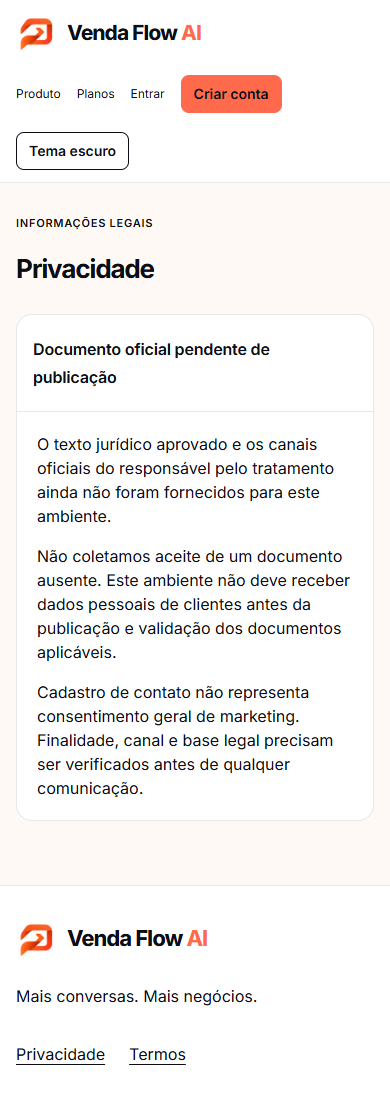 Venda Flow AI
Produto Planos Entrar Criar conta
Tema escuro
INFORMAÇÕES LEGAIS
Privacidade
Documento oficial pendente de
publicação
O texto jurídico aprovado e os canais
oficiais do responsável pelo tratamento
ainda não foram fornecidos para este
ambiente.
Não coletamos aceite de um documento
ausente. Este ambiente não deve receber
dados pessoais de clientes antes da
publicação e validação dos documentos
aplicáveis.
Cadastro de contato não representa
consentimento geral de marketing.
Finalidade, canal e base legal precisam
ser verificados antes de qualquer
comunicação.
Venda Flow AI
Mais conversas. Mais negócios.
Privacidade Termos